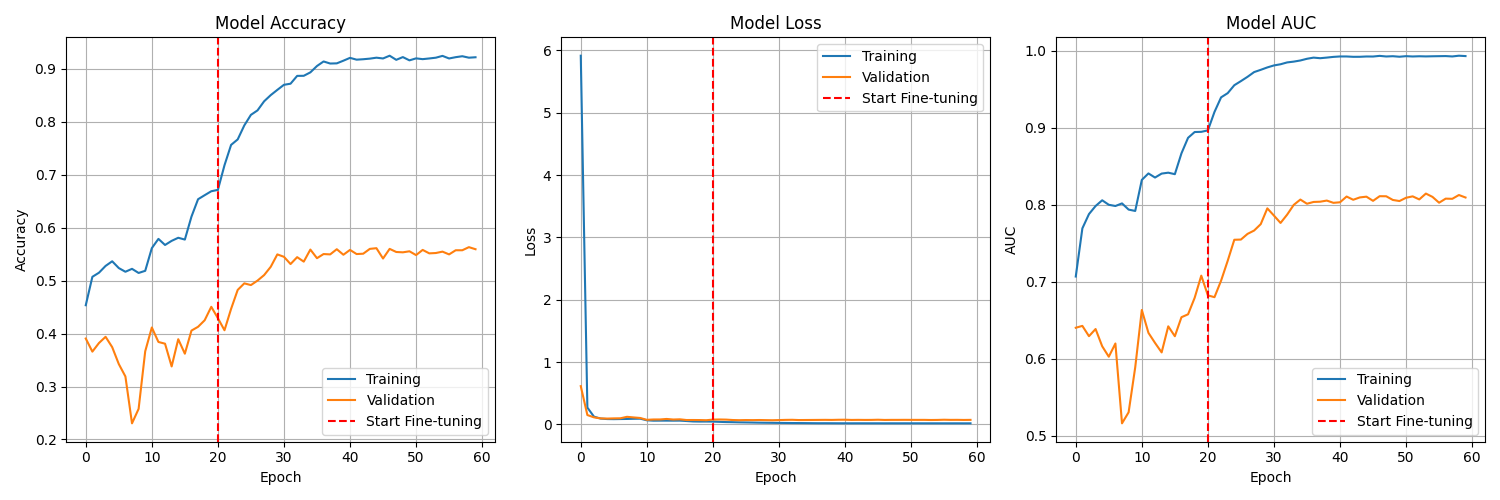 Model Accuracy
Accuracy
0.9
0.8
0.7
0.6
0.5
0.4
0.3
0.2
Training
Validation
Start Fine-tuning
0 10 20 30 40 50 60
Epoch
Model Loss
Loss
6
5
4
3
2
1
0
Training
Validation
Start Fine-tuning
0 10 20 30 40 50 60
Epoch
Model AUC
AUC
1.0
0.9
0.8
0.7
0.6
0.5
Training
Validation
Start Fine-tuning
0 10 20 30 40 50 60
Epoch